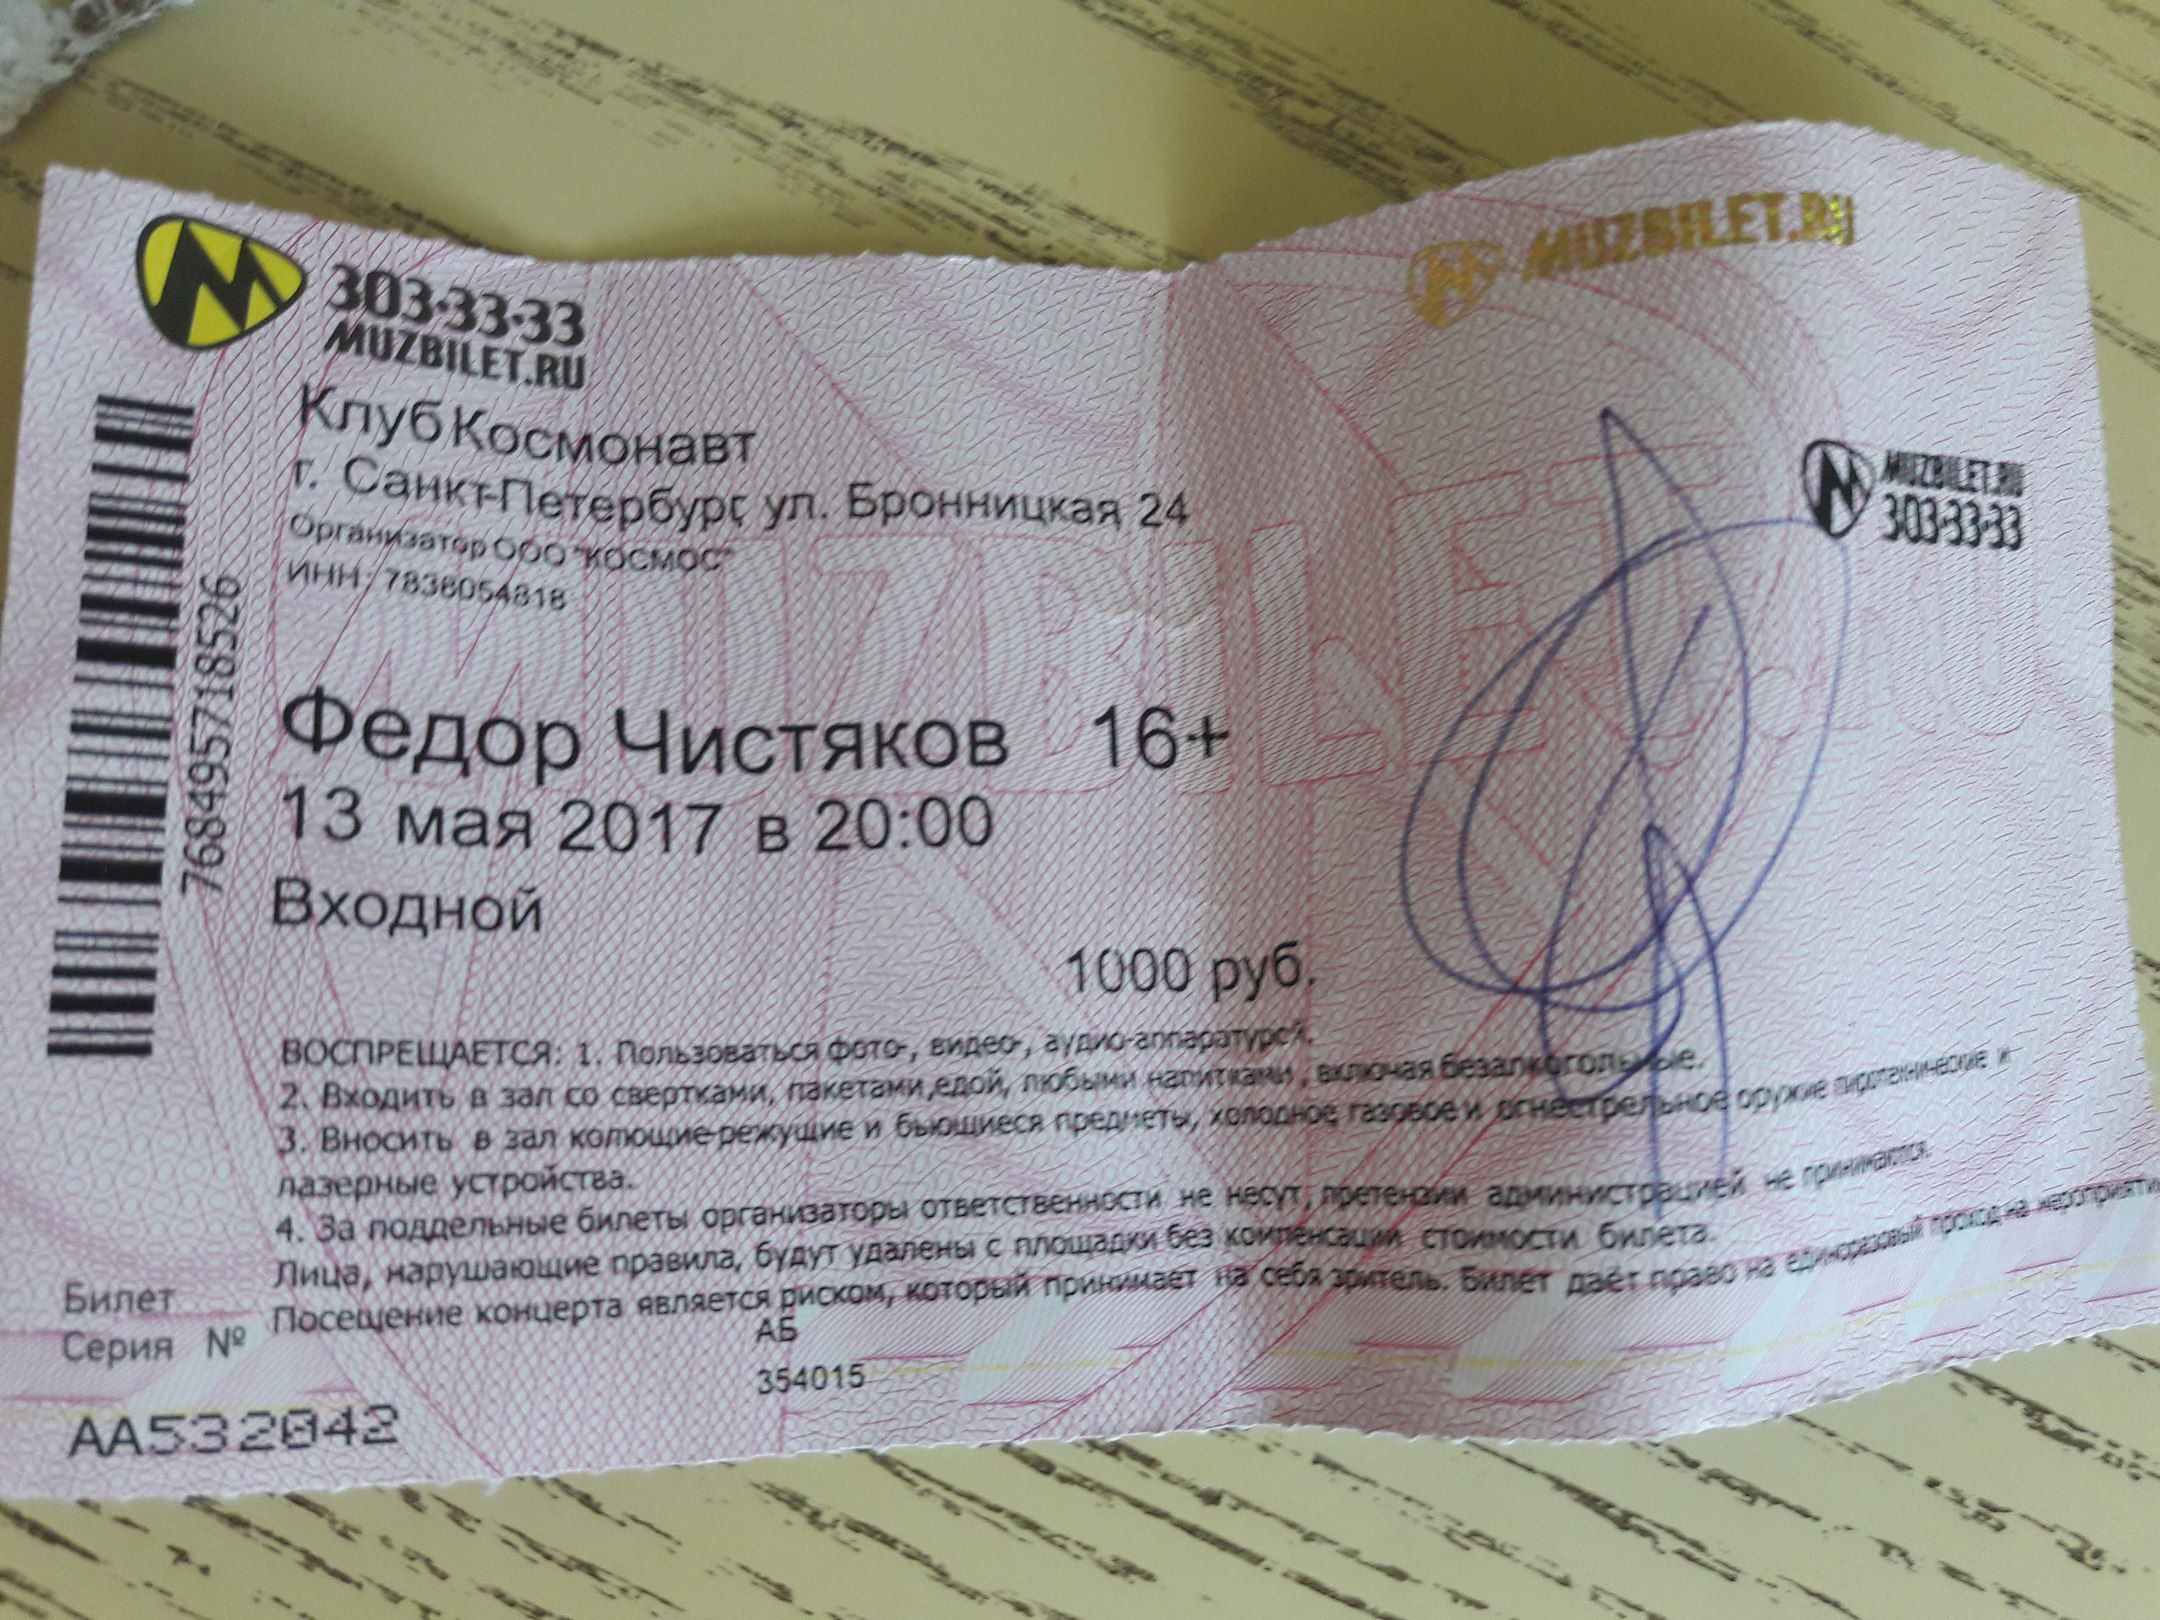 303-33-33
MUZBILET.RU
Клуб Космонавт
г. Санкт-Петербург, ул. Бронницкая, 24
Организатор ООО "КОСМОС"
ИНН: 7838054818
7684957718526
Федор Чистяков 16+
13 мая 2017 в 20:00
Входной
1000 руб.
ВОСПРЕЩАЕТСЯ: 1. Пользоваться фото-, видео-, аудио-аппаратурой.
2. Входить в зал со свертками, пакетами, едой, любыми напитками, включая безалкогольные.
3. Вносить в зал колющие-режущие и бьющиеся предметы, холодное газовое и огнестрельное оружие пиротехнические и
лазерные устройства.
4. За поддельные билеты организаторы ответственности не несут, претензии администрацией не принимаются.
Лица, нарушающие правила, будут удалены с площадки без компенсации стоимости билета.
Посещение концерта является риском, который принимает на себя зритель. Билет даёт право на единоразовый проход на мероприятие
Билет
Серия №
АБ
354015
АА532042
MUZBILET.RU
MUZBILET.RU
303-33-33
MUZBILET.RU